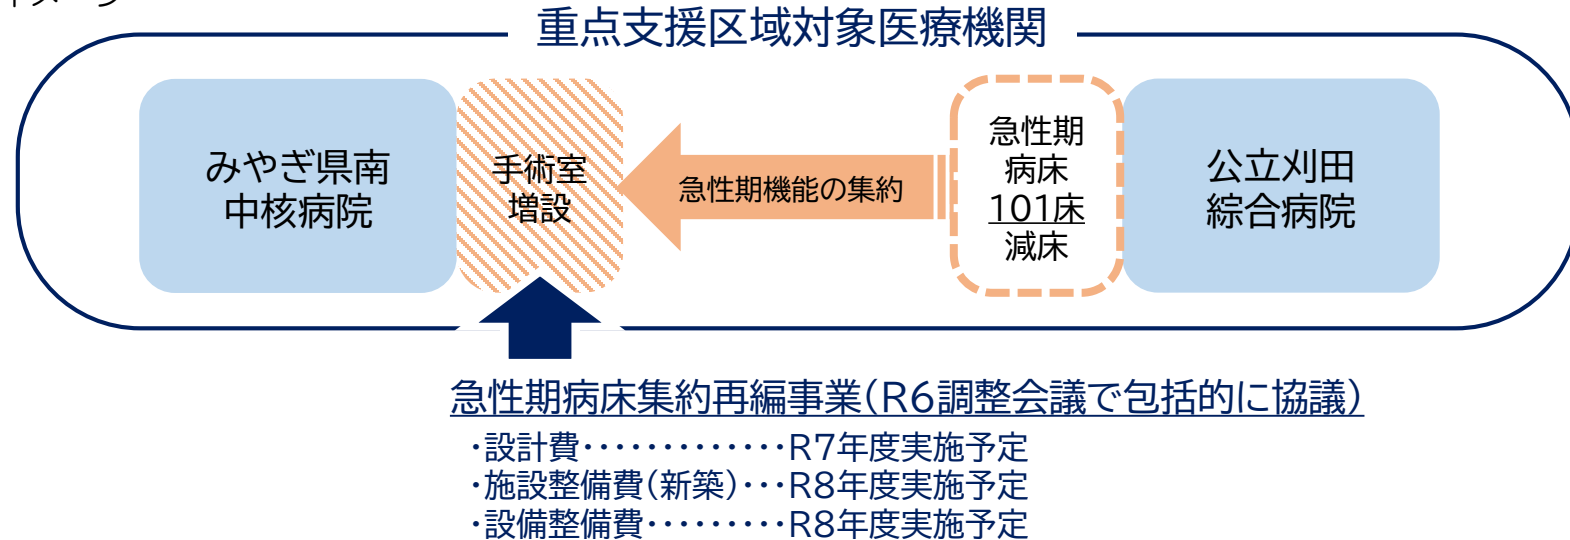 重点支援区域対象医療機関
みやぎ県南
中核病院
手術室
増設
急性期機能の集約
急性期
病床
101床
減床
公立刈田
綜合病院
急性期病床集約再編事業(R6調整会議で包括的に協議)
・設計費・・・・・・・・・・・・・R7年度実施予定
・施設整備費(新築)・・・R8年度実施予定
・設備整備費・・・・・・・・・R8年度実施予定